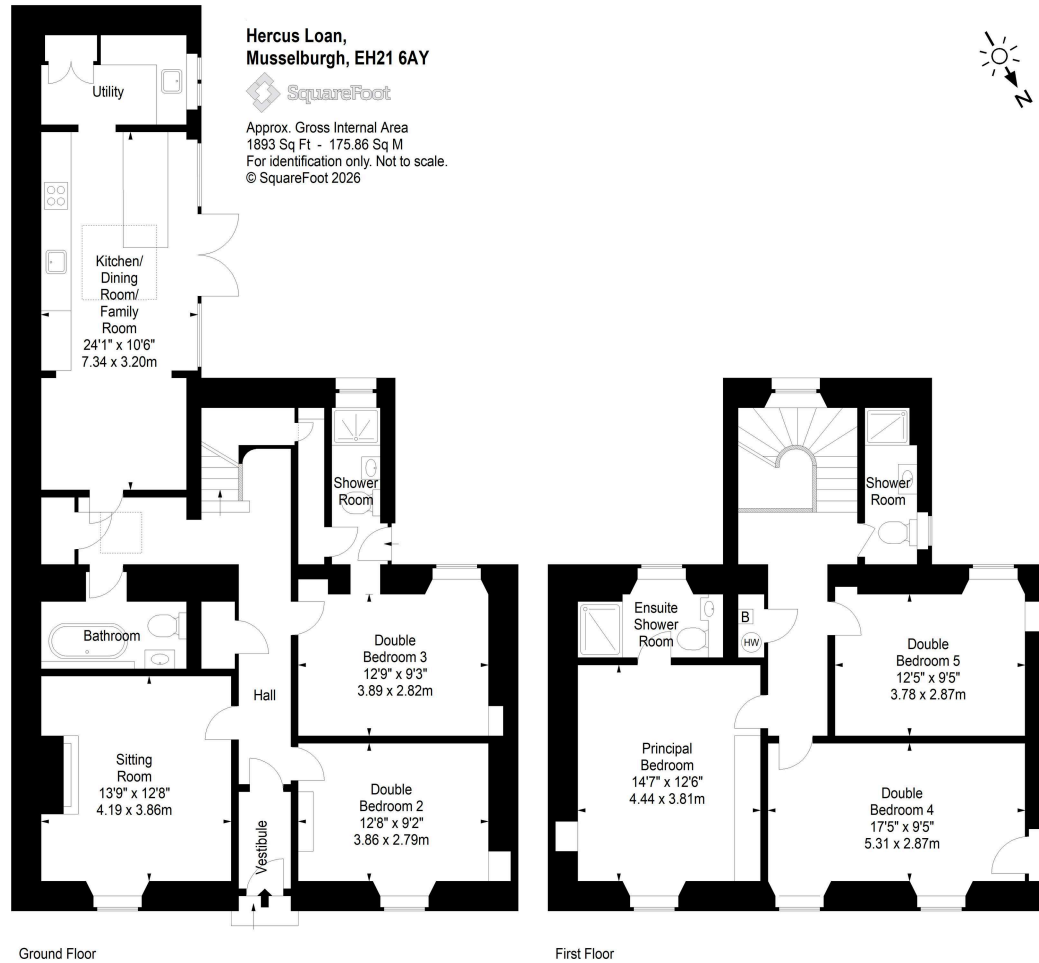 Hercus Loan,
Musselburgh, EH21 6AY
SquareFoot
Approx. Gross Internal Area
1893 Sq Ft - 175.86 Sq M
For identification only. Not to scale.
© SquareFoot 2026
N
Utility
Kitchen/
Dining
Room/
Family
Room
24'1" x 10'6"
7.34 x 3.20m
Shower
Room
Bathroom
Hall
Double
Bedroom 3
12'9" x 9'3"
3.89 x 2.82m
Sitting
Room
13'9" x 12'8"
4.19 x 3.86m
Double
Bedroom 2
12'8" x 9'2"
3.86 x 2.79m
Vestibule
Ground Floor
Shower
Room
Ensuite
Shower
Room
B
HW
Double
Bedroom 5
12'5" x 9'5"
3.78 x 2.87m
Principal
Bedroom
14'7" x 12'6"
4.44 x 3.81m
Double
Bedroom 4
17'5" x 9'5"
5.31 x 2.87m
First Floor